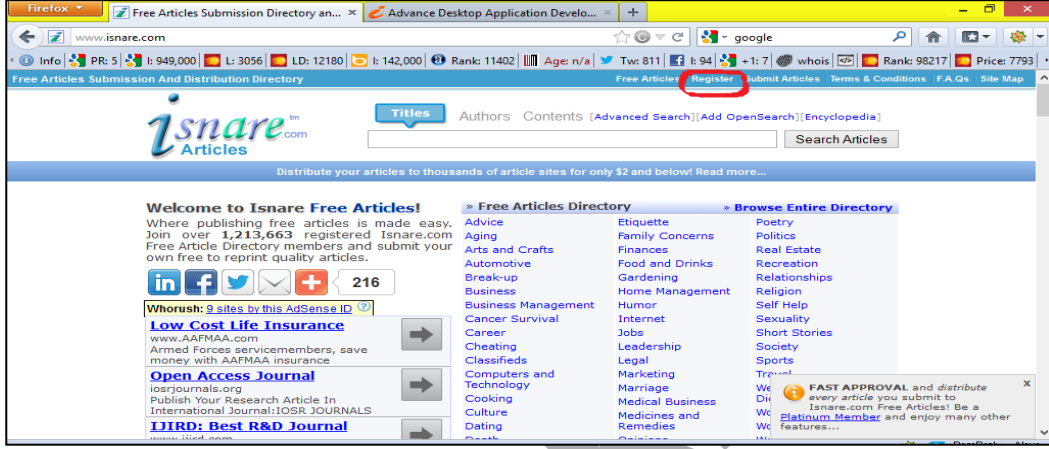 Firefox
Free Articles Submission Directory an... × Advance Desktop Application Develo... × +
www.isnare.com google
Info PR: 5 I: 949,000 L: 3056 LD: 12180 I: 142,000 Rank: 11402 Age: n/a Tw: 811 l: 94 +1: 7 whois Rank: 98217 Price: 7793
Free Articles Submission And Distribution Directory Free Articles Register Submit Articles Terms & Conditions F.A.Qs Site Map
isnare.com™
Articles
Titles Authors Contents [Advanced Search][Add OpenSearch][Encyclopedia]
Search Articles
Distribute your articles to thousands of article sites for only $2 and below! Read more...
Welcome to Isnare Free Articles!
Where publishing free articles is made easy.
Join over 1,213,663 registered Isnare.com
Free Article Directory members and submit your
own free to reprint quality articles.
216
Whorush: 9 sites by this AdSense ID
Low Cost Life Insurance
www.AAFMAA.com
Armed Forces servicemembers, save
money with AAFMAA insurance
Open Access Journal
iosrjournals.org
Publish Your Research Article In
International Journal:IOSR JOURNALS
IJIRD: Best R&D Journal
www.ijird.com
» Free Articles Directory » Browse Entire Directory
Advice
Aging
Arts and Crafts
Automotive
Break-up
Business
Business Management
Cancer Survival
Career
Cheating
Classifieds
Computers and
Technology
Cooking
Culture
Dating
Death
Etiquette
Family Concerns
Finances
Food and Drinks
Gardening
Home Management
Humor
Internet
Jobs
Leadership
Legal
Marketing
Marriage
Medical Business
Medicines and
Remedies
Opinions
Poetry
Politics
Real Estate
Recreation
Relationships
Religion
Self Help
Sexuality
Short Stories
Society
Sports
Travel
FAST APPROVAL and distribute
every article you submit to
Isnare.com Free Articles! Be a
Platinum Member and enjoy many other
features...